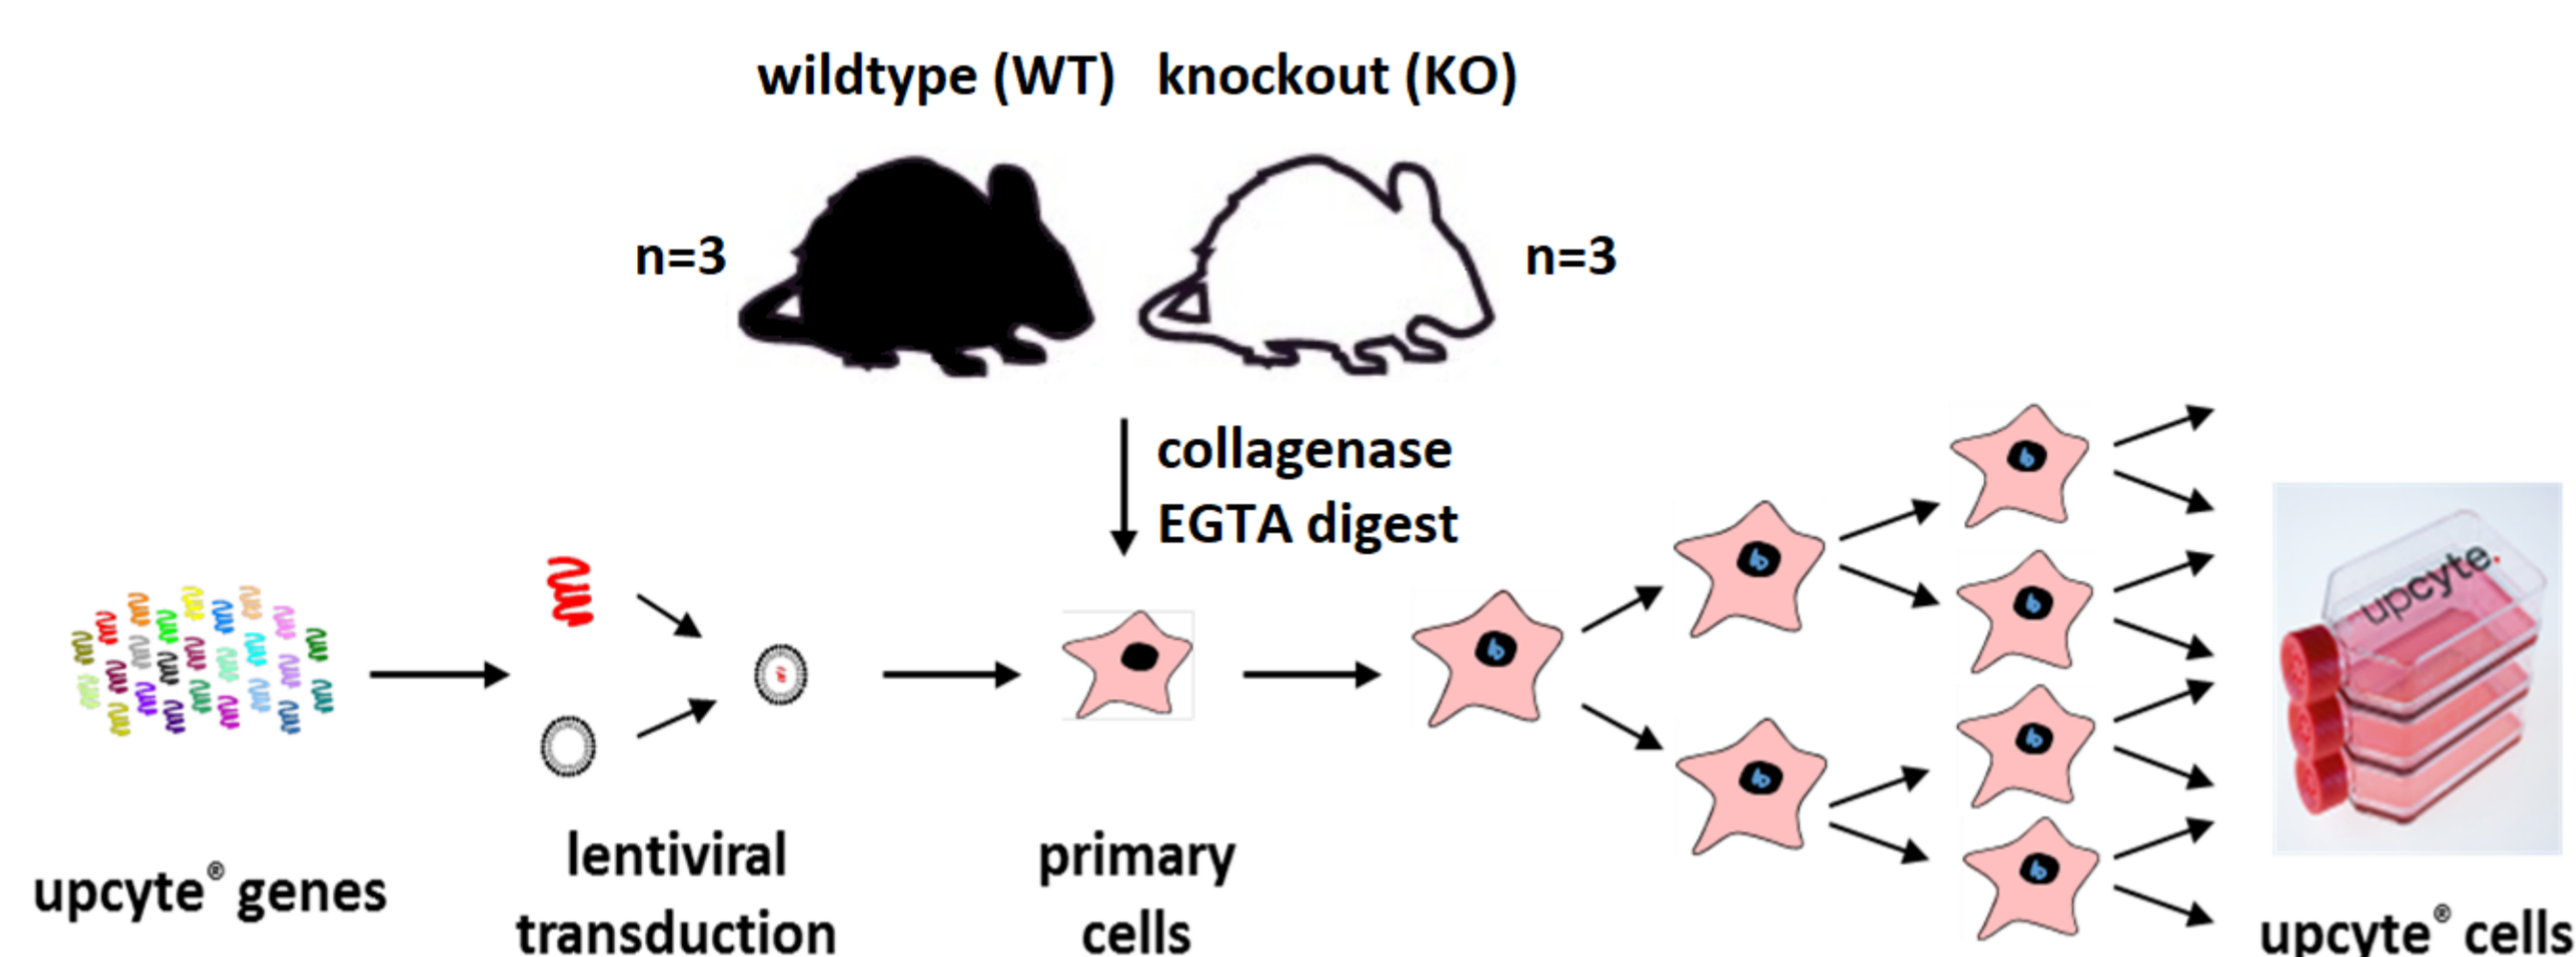 wildtype (WT) knockout (KO)
n=3 n=3
collagenase
EGTA digest
upcyte.
upcyte® genes
lentiviral
transduction
primary
cells
upcyte® cells